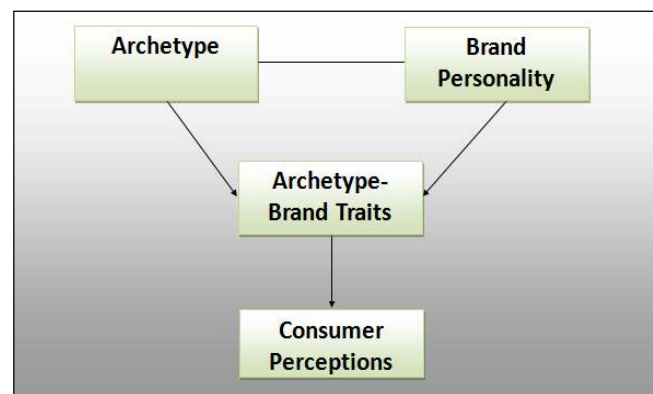 Archetype
Brand
Personality
Archetype-
Brand Traits
Consumer
Perceptions